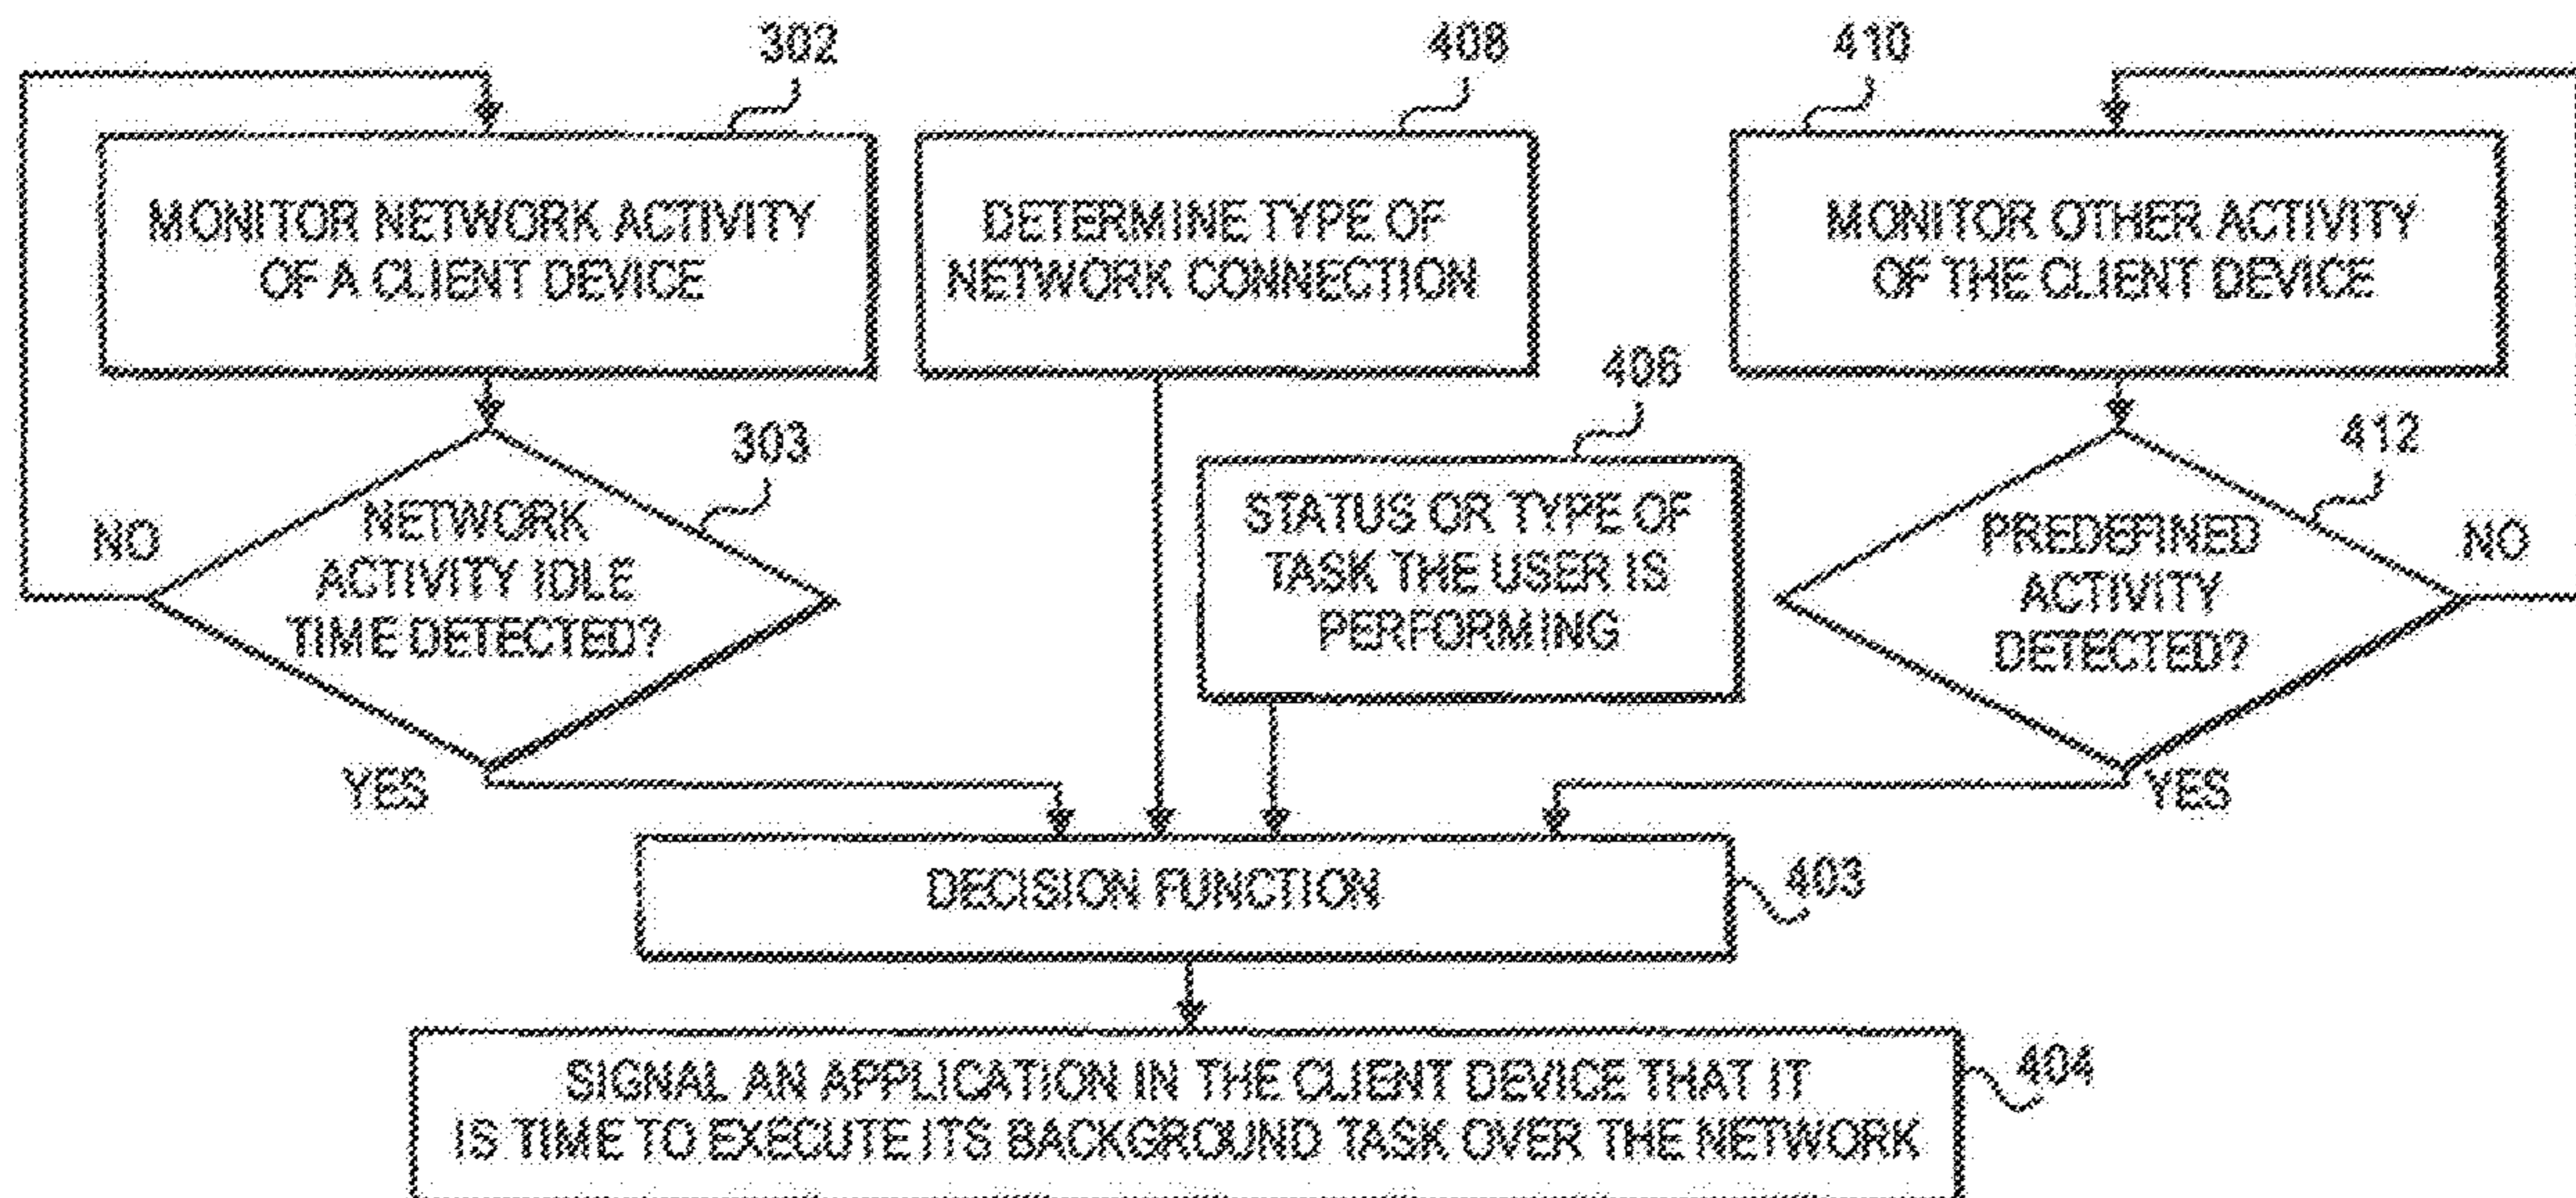 302
408
410
MONITOR NETWORK ACTIVITY
OF A CLIENT DEVICE
DETERMINE TYPE OF
NETWORK CONNECTION
MONITOR OTHER ACTIVITY
OF THE CLIENT DEVICE
406
303
412
NO
NETWORK
ACTIVITY IDLE
TIME DETECTED?
STATUS OR TYPE OF
TASK THE USER IS
PERFORMING
PREDEFINED
ACTIVITY
DETECTED?
NO
YES
YES
DECISION FUNCTION
403
SIGNAL AN APPLICATION IN THE CLIENT DEVICE THAT IT
IS TIME TO EXECUTE ITS BACKGROUND TASK OVER THE NETWORK
404